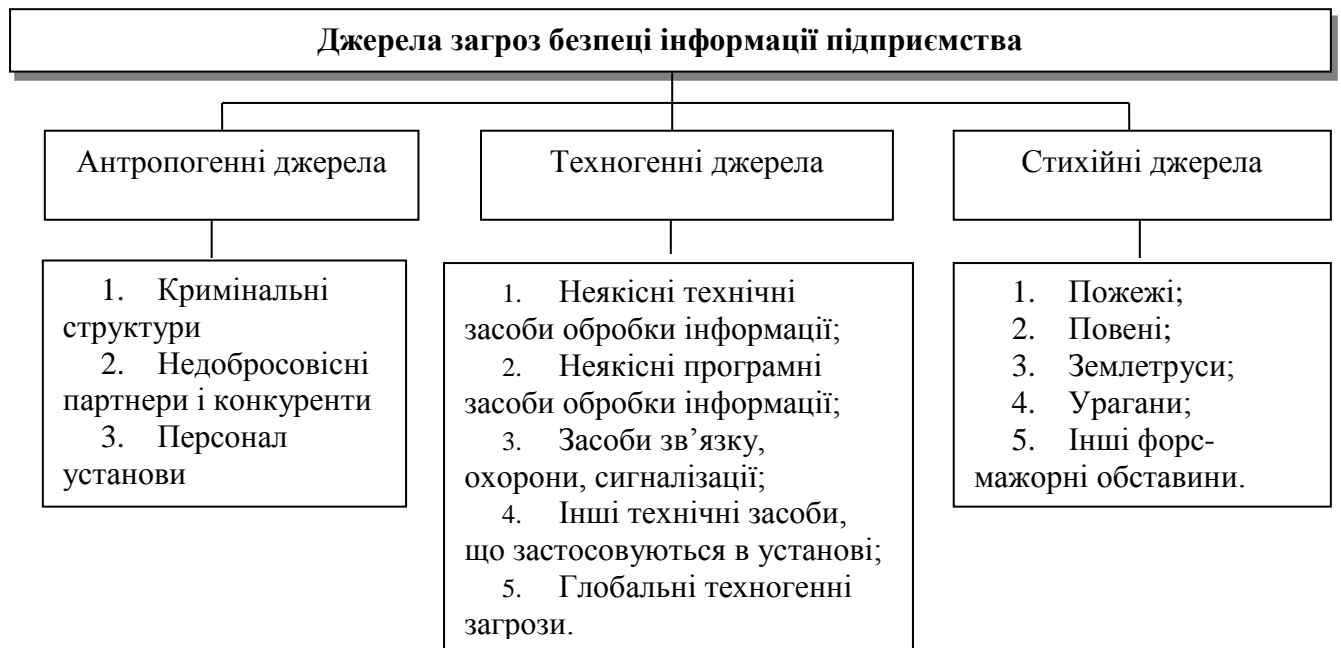 Джерела загроз безпеці інформації підприємства
Антропогенні джерела
Техногенні джерела
Стихійні джерела
1. Кримінальні
структури
2. Недобросовісні
партнери і конкуренти
3. Персонал
установи
1. Неякісні технічні
засоби обробки інформації;
2. Неякісні програмні
засоби обробки інформації;
3. Засоби зв’язку,
охорони, сигналізації;
4. Інші технічні засоби,
що застосовуються в установі;
5. Глобальні техногенні
загрози.
1. Пожежі;
2. Повені;
3. Землетруси;
4. Урагани;
5. Інші форс-
мажорні обставини.